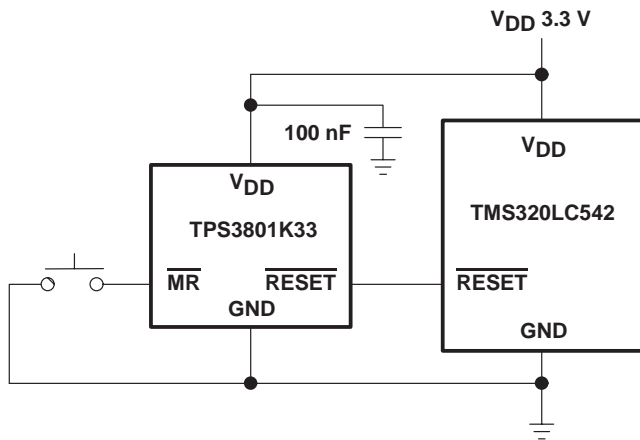 VDD 3.3 V
100 nF
VDD
VDD
TPS3801K33
TMS320LC542
MR
RESET
RESET
GND
GND